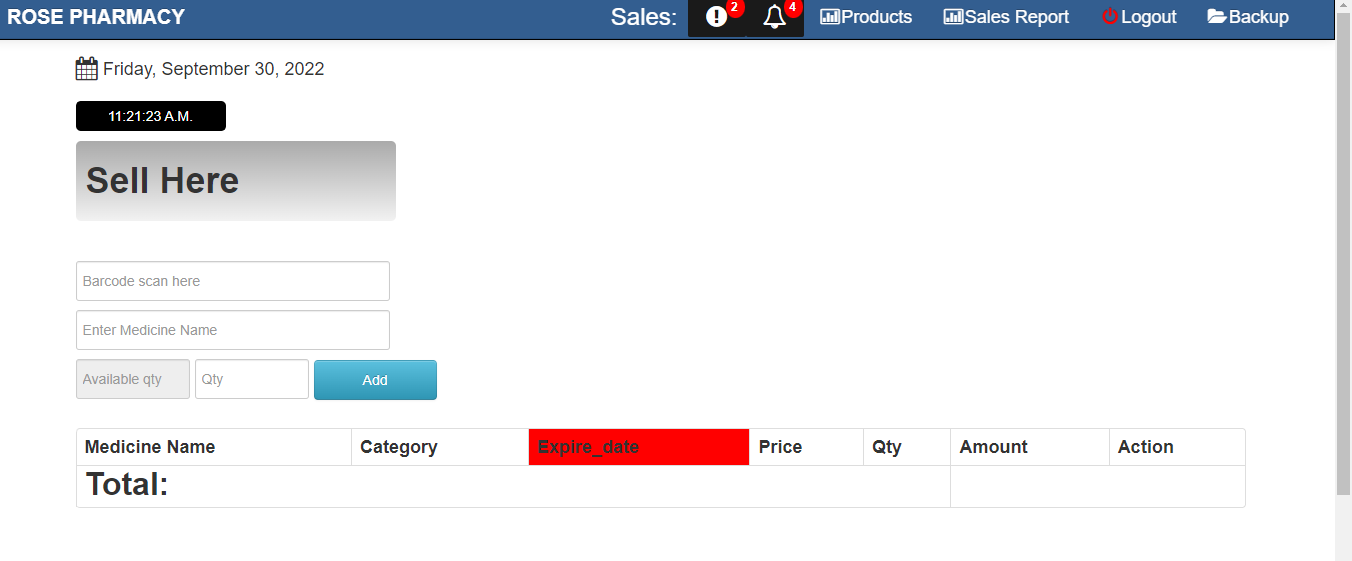 ROSE PHARMACY Sales: 2 4 Products Sales Report Logout Backup
Friday, September 30, 2022
11:21:23 A.M.
Sell Here
Barcode scan here
Enter Medicine Name
Available qty Qty Add
Medicine Name Category Expire_date Price Qty Amount Action
Total: